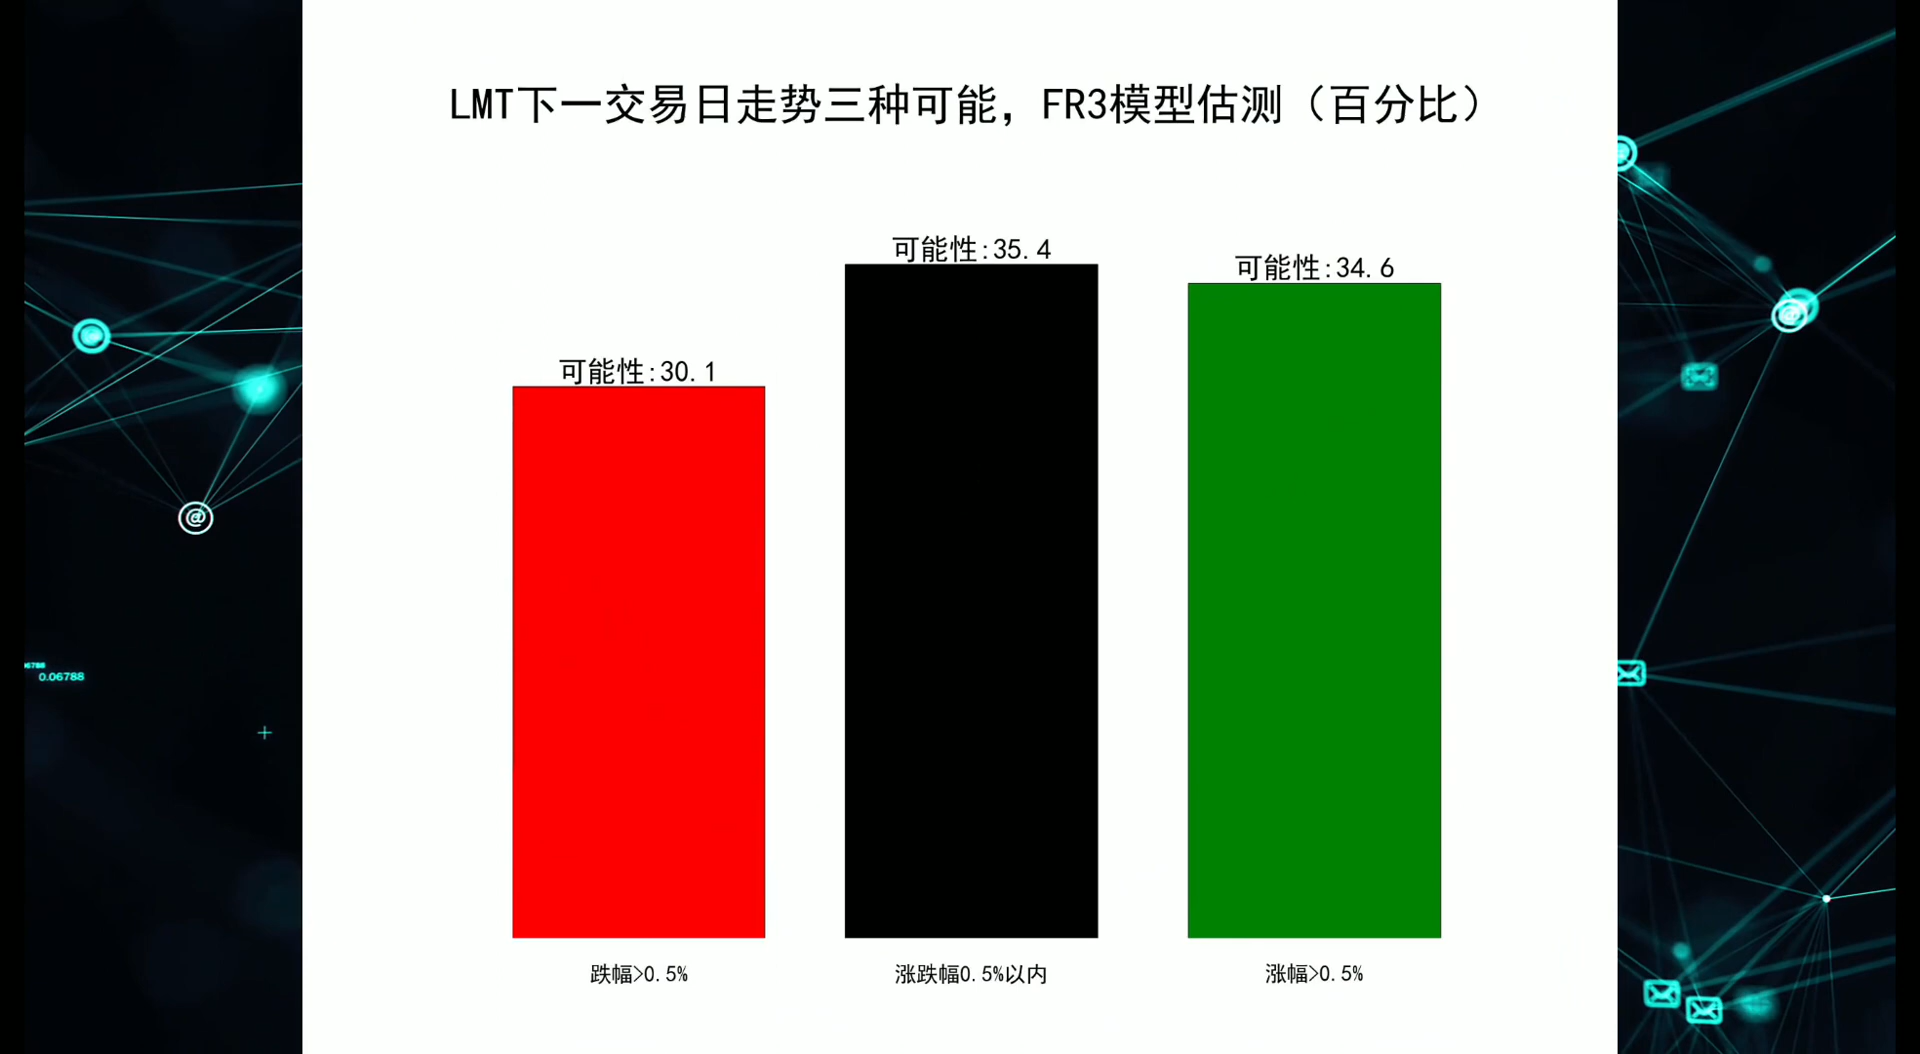 LMT下一交易日走势三种可能，FR3模型估测（百分比）
可能性:35.4
可能性:34.6
可能性:30.1
跌幅>0.5%
涨跌幅0.5%以内
涨幅>0.5%
@
0.06788